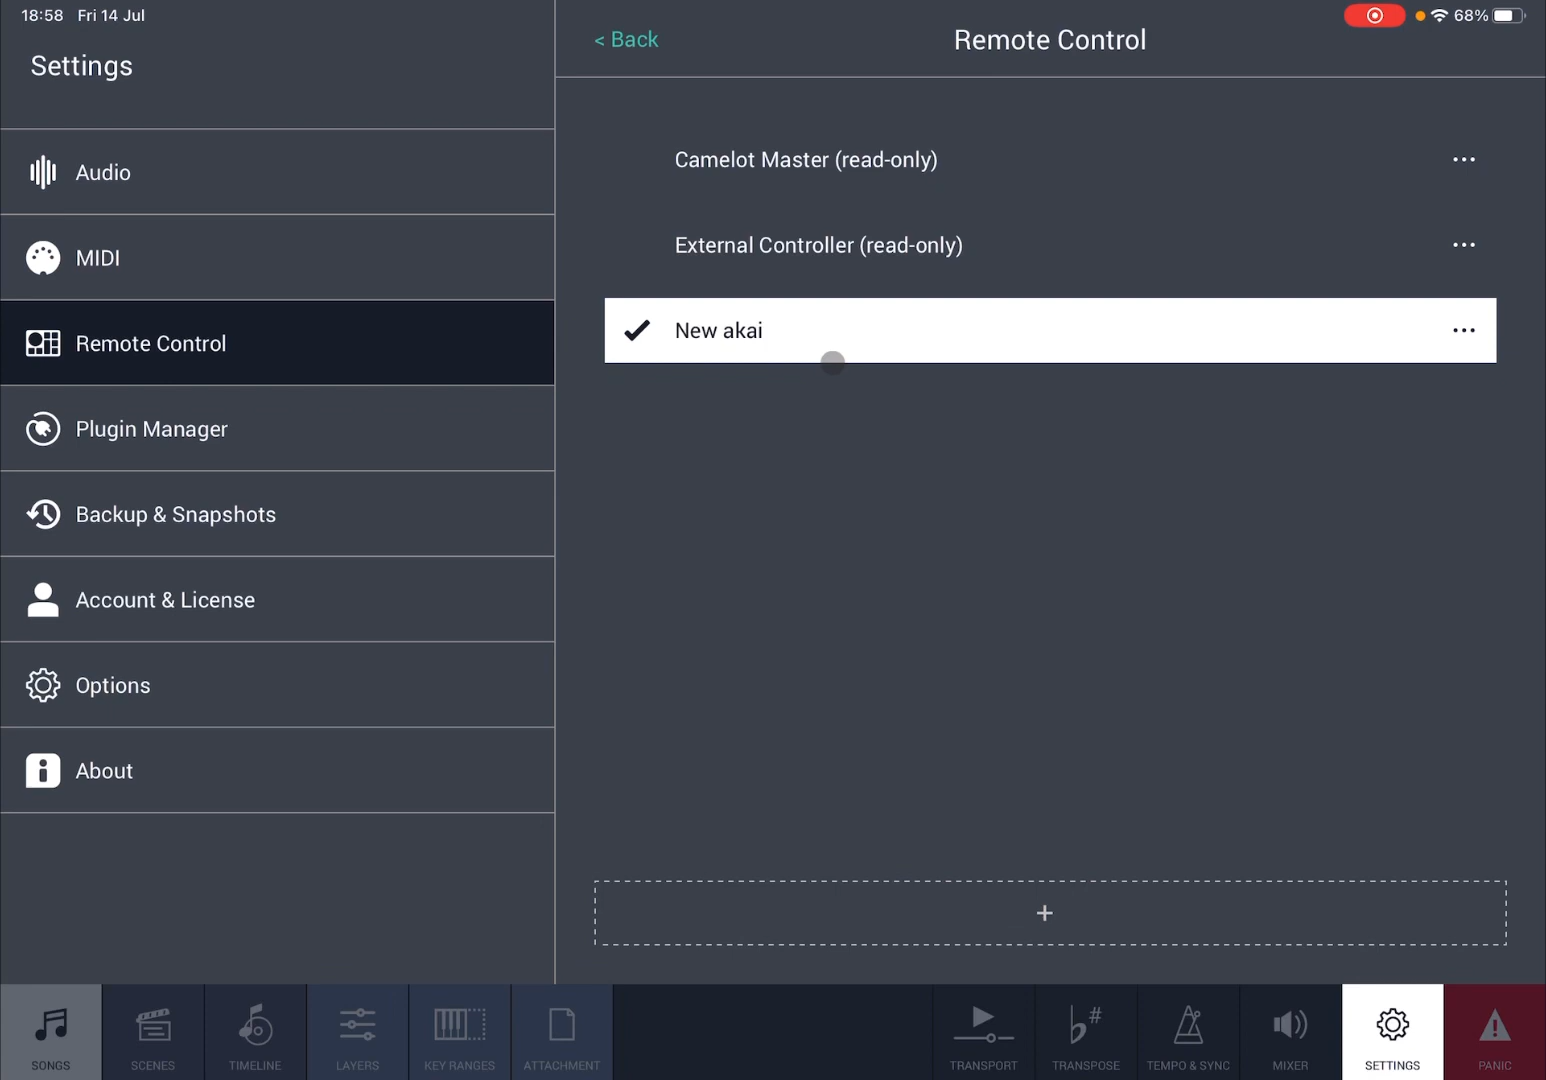 18:58 Fri 14 Jul
68%
Settings
< Back
Remote Control
Audio
MIDI
Remote Control
Plugin Manager
Backup & Snapshots
Account & License
Options
About
Camelot Master (read-only)
External Controller (read-only)
New akai
+
SONGS
SCENES
TIMELINE
LAYERS
KEY RANGES
ATTACHMENT
TRANSPORT
TRANSPOSE
TEMPO & SYNC
MIXER
SETTINGS
PANIC